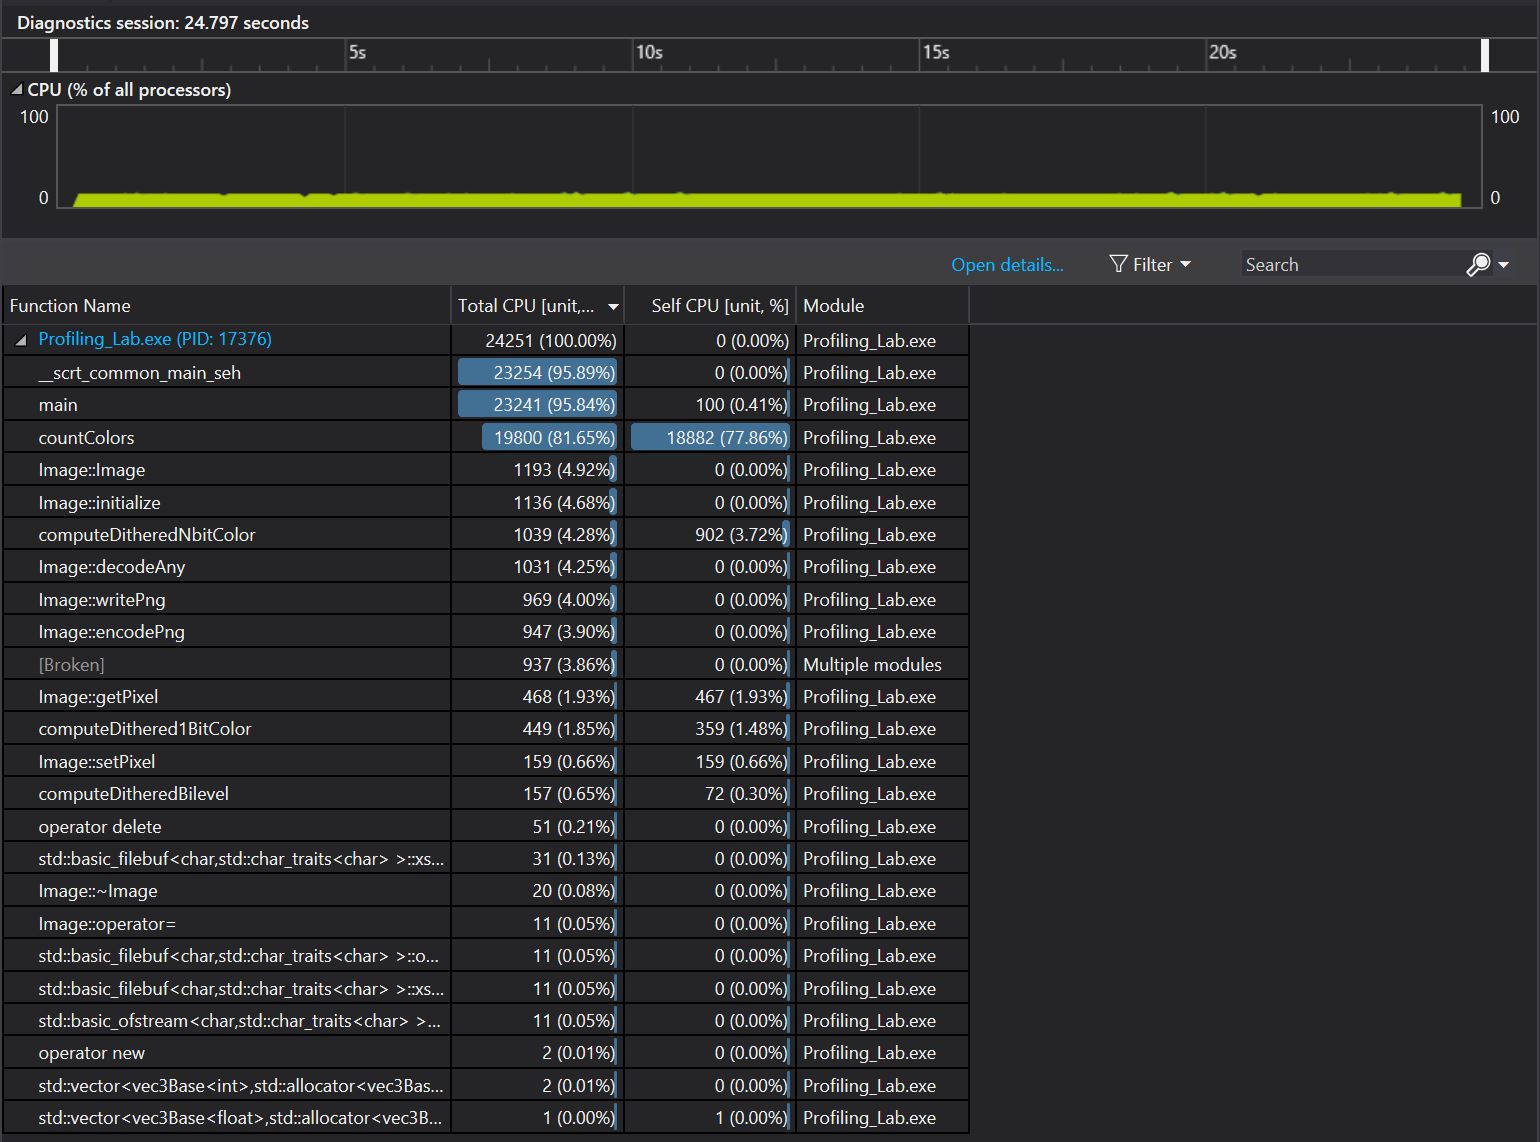 Diagnostics session: 24.797 seconds
5s 10s 15s 20s
CPU (% of all processors)
100 100
0 0
Open details... Filter Search
Function Name Total CPU [unit,... Self CPU [unit, %] Module
Profiling_Lab.exe (PID: 17376) 24251 (100.00%) 0 (0.00%) Profiling_Lab.exe
__scrt_common_main_seh 23254 (95.89%) 0 (0.00%) Profiling_Lab.exe
main 23241 (95.84%) 100 (0.41%) Profiling_Lab.exe
countColors 19800 (81.65%) 18882 (77.86%) Profiling_Lab.exe
Image::Image 1193 (4.92%) 0 (0.00%) Profiling_Lab.exe
Image::initialize 1136 (4.68%) 0 (0.00%) Profiling_Lab.exe
computeDitheredNbitColor 1039 (4.28%) 902 (3.72%) Profiling_Lab.exe
Image::decodeAny 1031 (4.25%) 0 (0.00%) Profiling_Lab.exe
Image::writePng 969 (4.00%) 0 (0.00%) Profiling_Lab.exe
Image::encodePng 947 (3.90%) 0 (0.00%) Profiling_Lab.exe
[Broken] 937 (3.86%) 0 (0.00%) Multiple modules
Image::getPixel 468 (1.93%) 467 (1.93%) Profiling_Lab.exe
computeDithered1BitColor 449 (1.85%) 359 (1.48%) Profiling_Lab.exe
Image::setPixel 159 (0.66%) 159 (0.66%) Profiling_Lab.exe
computeDitheredBilevel 157 (0.65%) 72 (0.30%) Profiling_Lab.exe
operator delete 51 (0.21%) 0 (0.00%) Profiling_Lab.exe
std::basic_filebuf<char,std::char_traits<char> >::xs... 31 (0.13%) 0 (0.00%) Profiling_Lab.exe
Image::~Image 20 (0.08%) 0 (0.00%) Profiling_Lab.exe
Image::operator= 11 (0.05%) 0 (0.00%) Profiling_Lab.exe
std::basic_filebuf<char,std::char_traits<char> >::o... 11 (0.05%) 0 (0.00%) Profiling_Lab.exe
std::basic_filebuf<char,std::char_traits<char> >::xs... 11 (0.05%) 0 (0.00%) Profiling_Lab.exe
std::basic_ofstream<char,std::char_traits<char> >... 11 (0.05%) 0 (0.00%) Profiling_Lab.exe
operator new 2 (0.01%) 0 (0.00%) Profiling_Lab.exe
std::vector<vec3Base<int>,std::allocator<vec3Bas... 2 (0.01%) 0 (0.00%) Profiling_Lab.exe
std::vector<vec3Base<float>,std::allocator<vec3B... 1 (0.00%) 1 (0.00%) Profiling_Lab.exe